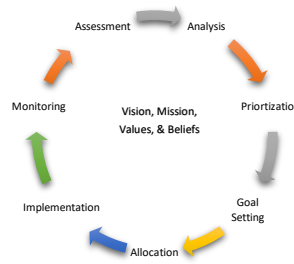 Assessment
Analysis
Priortizatio
Goal
Setting
Allocation
Implementation
Monitoring
Vision, Mission,
Values, & Beliefs